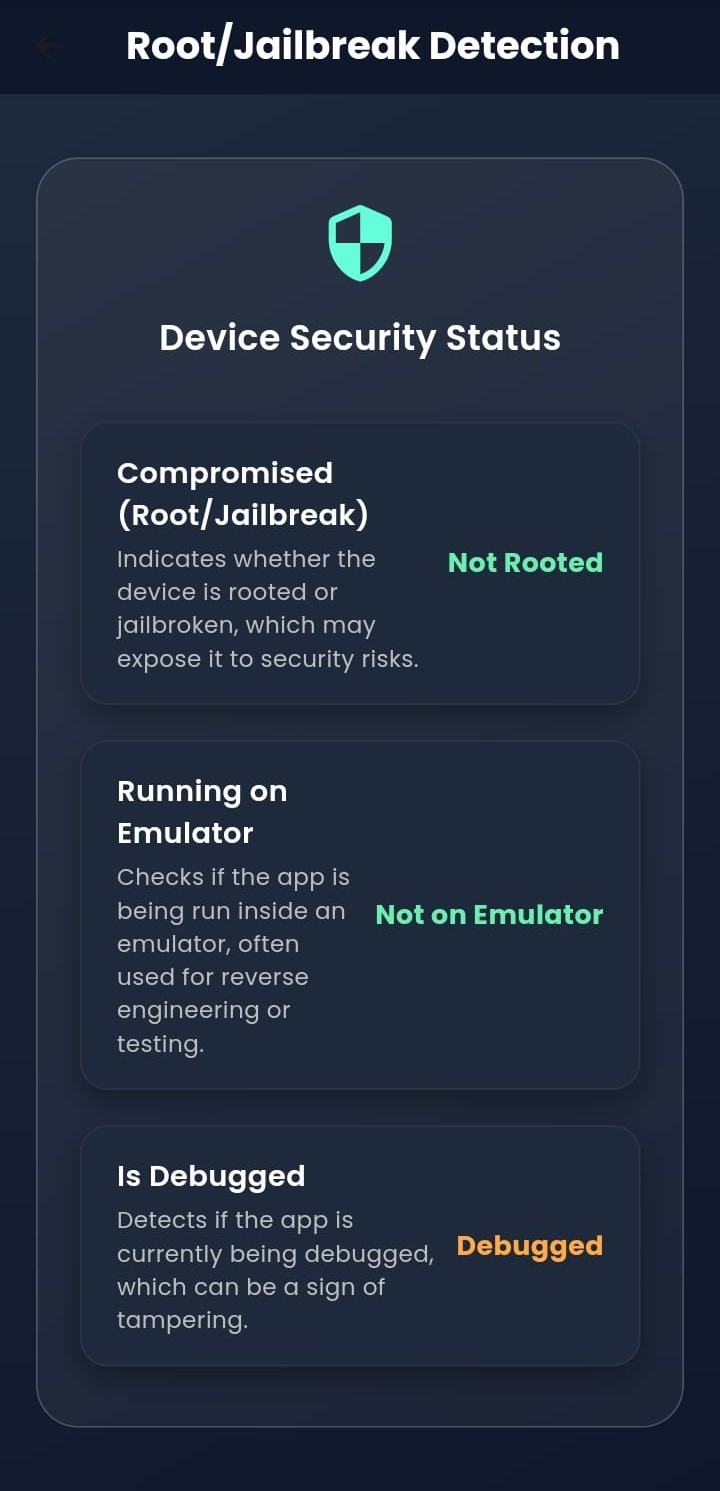 Root/Jailbreak Detection
Device Security Status
Compromised
(Root/Jailbreak)
Indicates whether the
device is rooted or
jailbroken, which may
expose it to security risks.
Not Rooted
Running on
Emulator
Checks if the app is
being run inside an
emulator, often
used for reverse
engineering or
testing.
Not on Emulator
Is Debugged
Detects if the app is
currently being debugged,
which can be a sign of
tampering.
Debugged